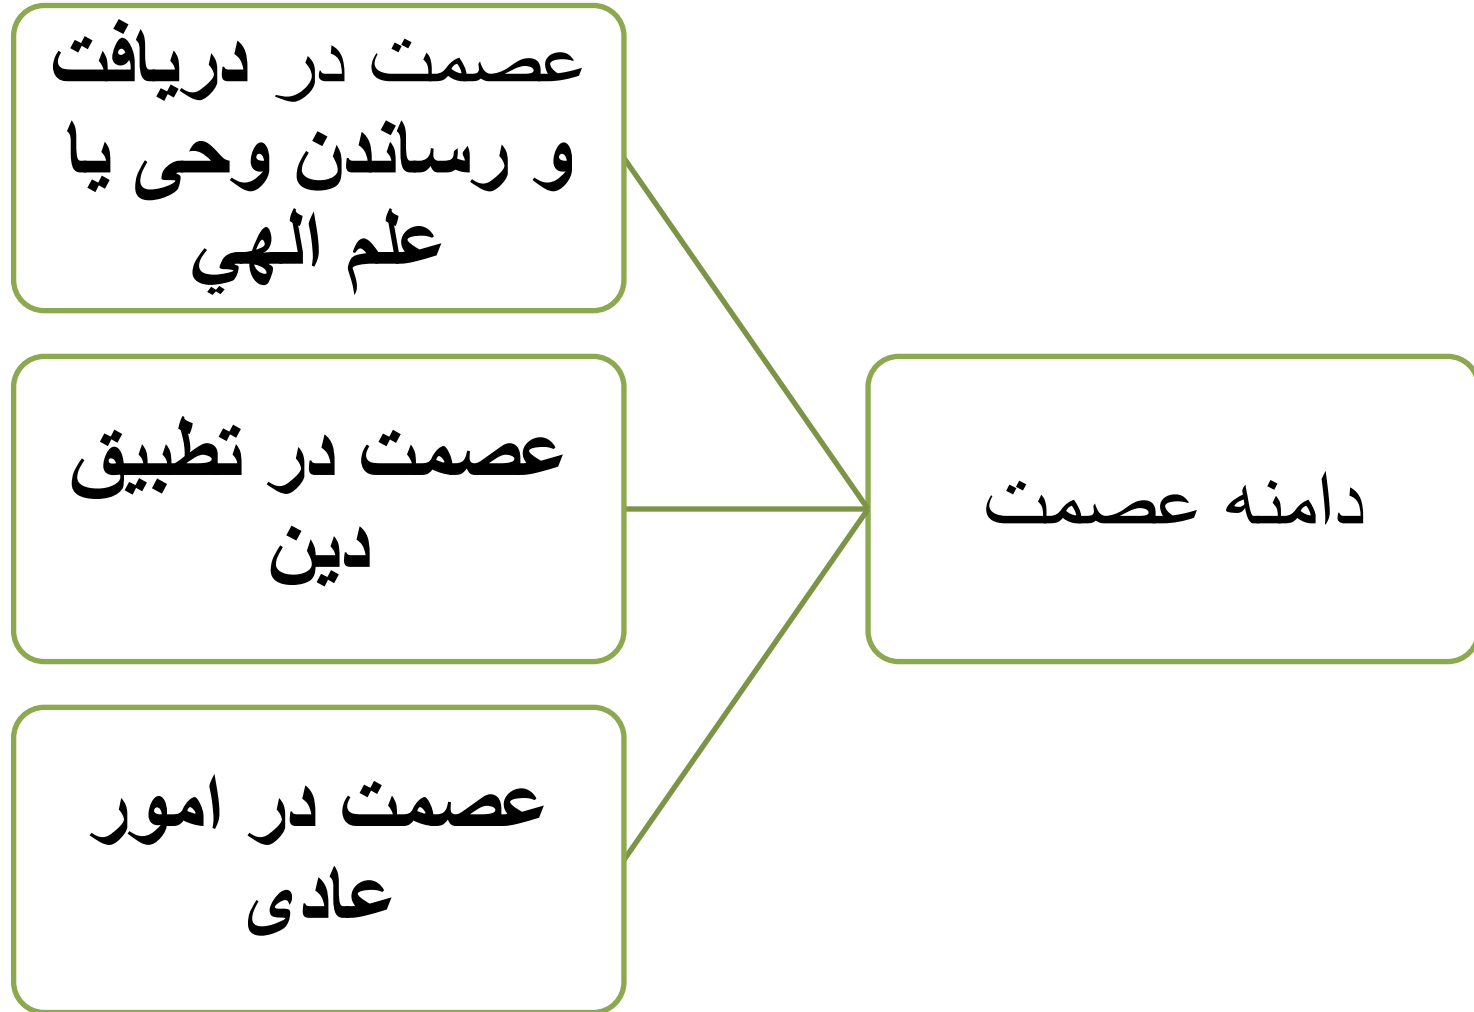 دامنه عصمت
عصمت در دریافت
و رساندن وحی یا
علم الهي
عصمت در تطبیق
دین
عصمت در امور
عادی